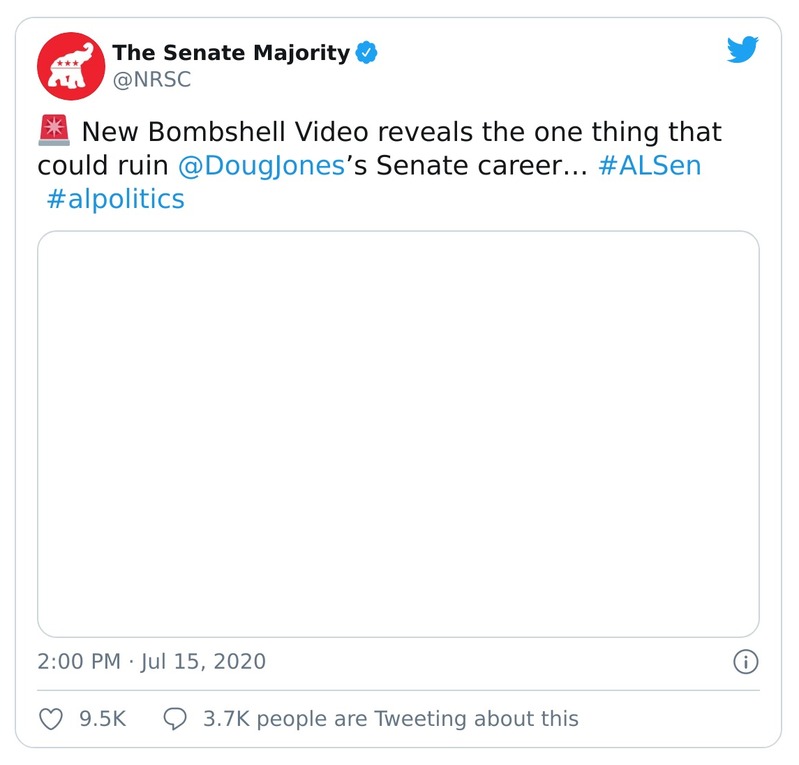 The Senate Majority
@NRSC
🚨 New Bombshell Video reveals the one thing that
could ruin @DougJones’s Senate career… #ALSen
#alpolitics
2:00 PM · Jul 15, 2020
9.5K 3.7K people are Tweeting about this